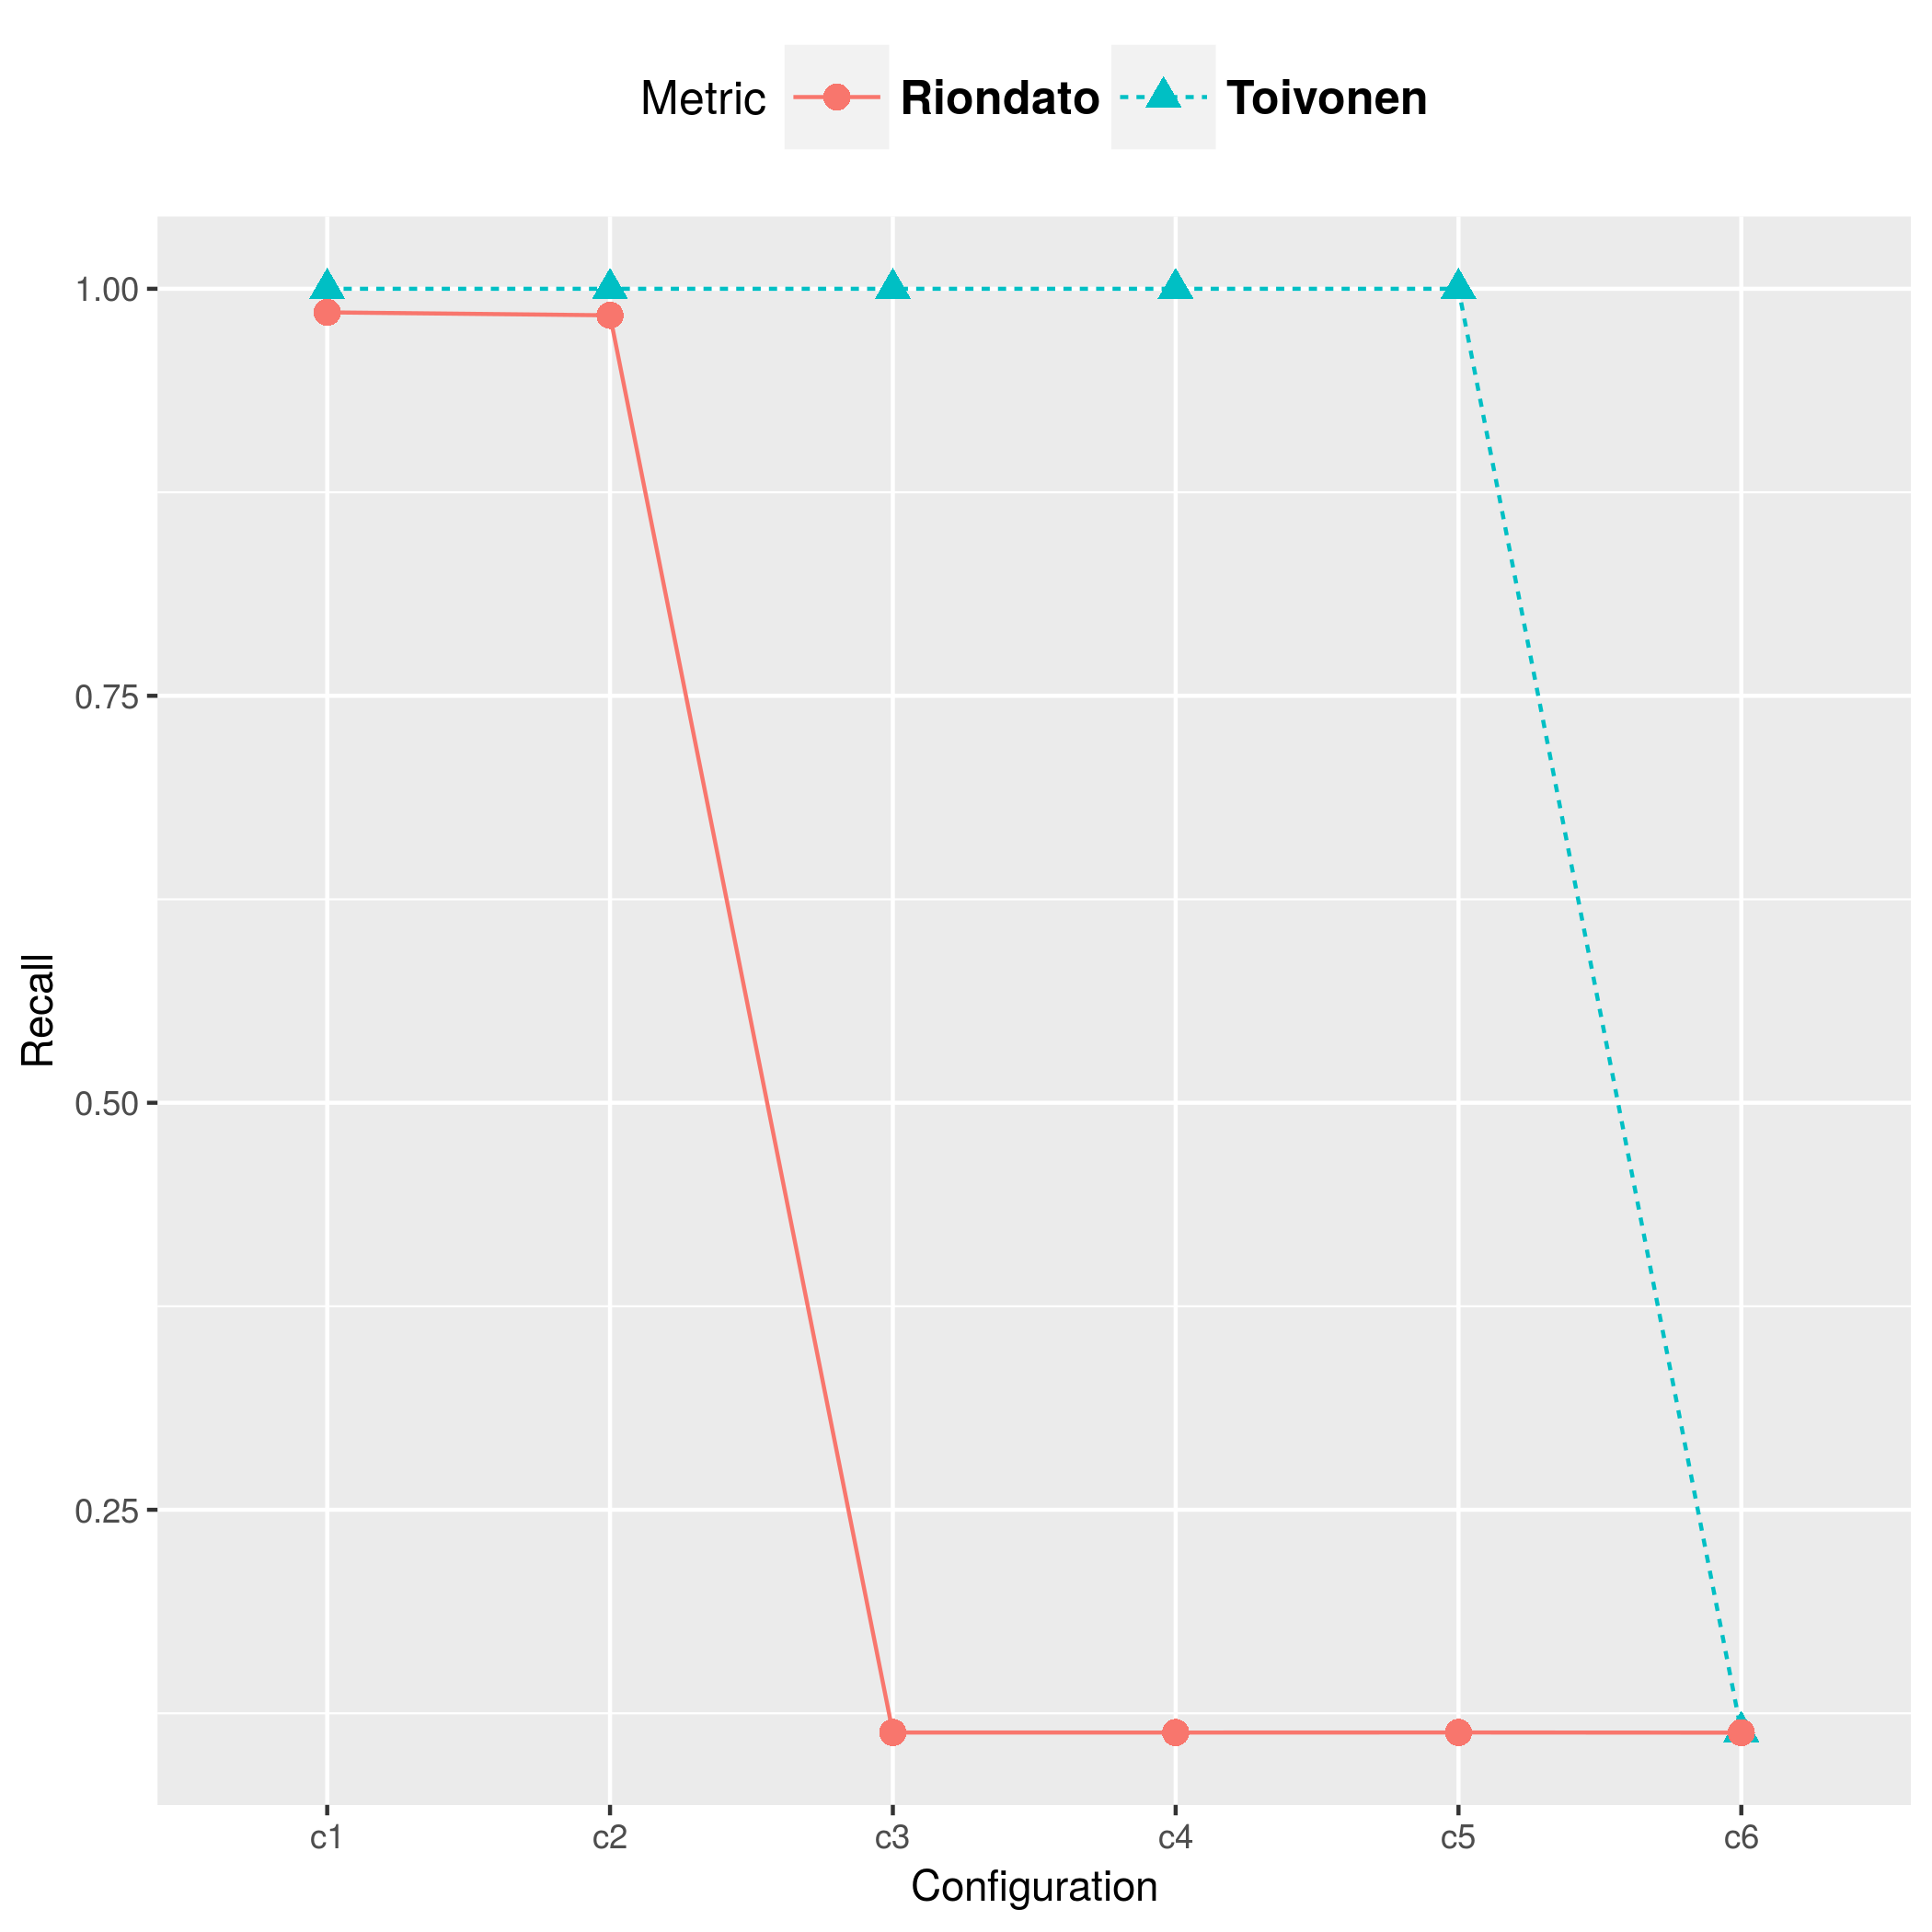 Metric Riondato Toivonen
1.00
0.75
0.50
0.25
Recall
c1 c2 c3 c4 c5 c6
Configuration